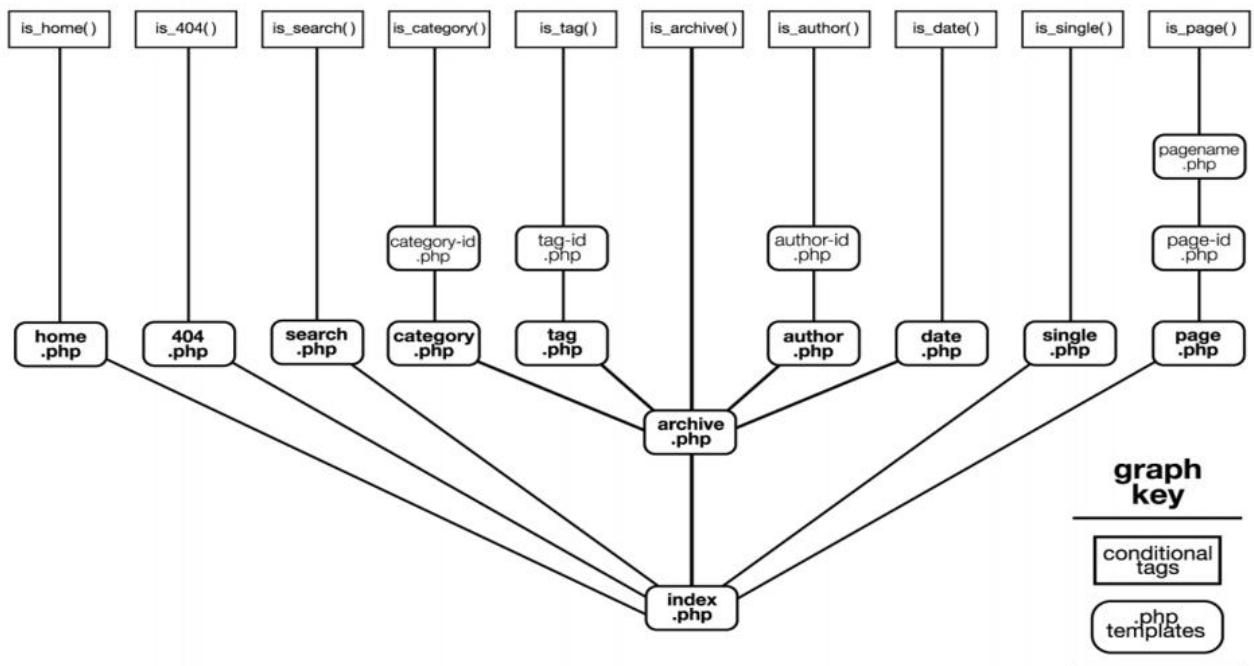 is_home( )
is_404( )
is_search( )
is_category( )
is_tag( )
is_archive( )
is_author( )
is_date( )
is_single( )
is_page( )
pagename
.php
category-id
.php
tag-id
.php
author-id
.php
page-id
.php
home
.php
404
.php
search
.php
category
.php
tag
.php
author
.php
date
.php
single
.php
page
.php
archive
.php
graph
key
conditional
tags
index
.php
.php
templates